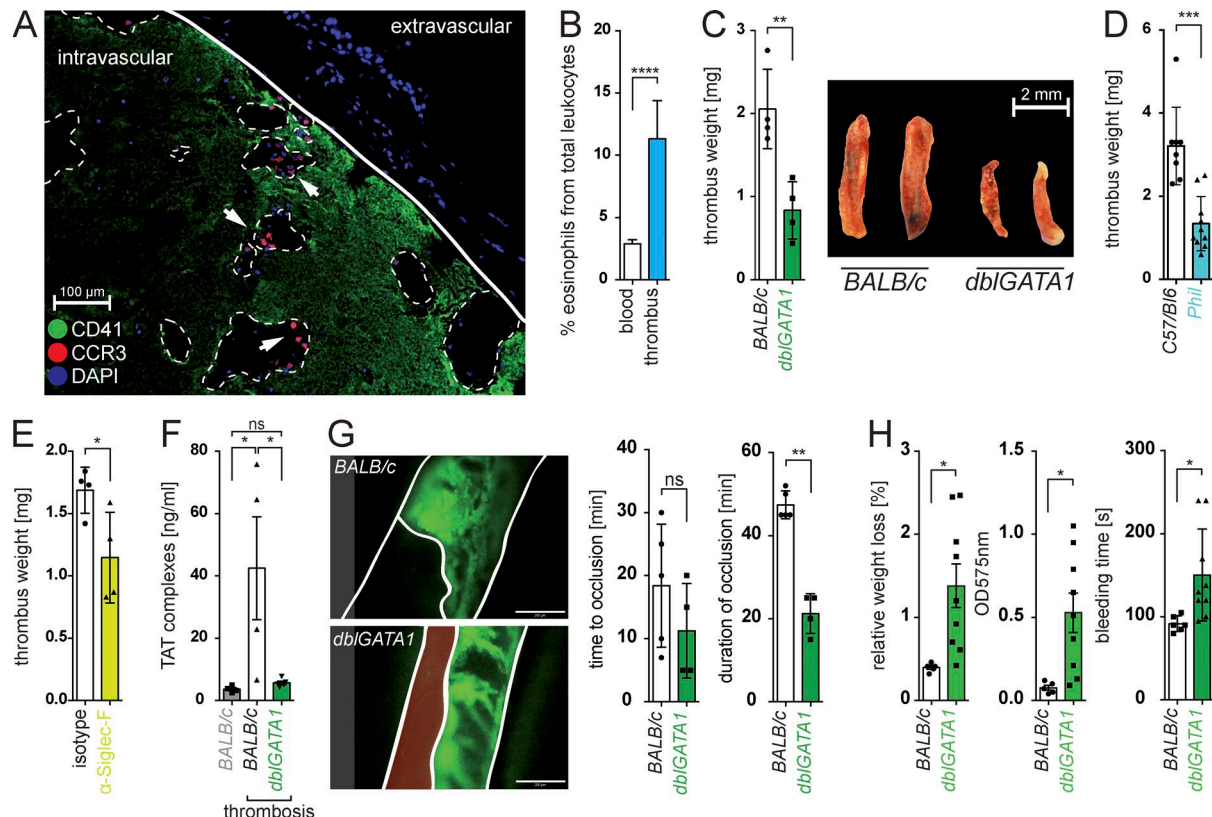 A
intravascular
extravascular
100 µm
CD41
CCR3
DAPI
B
% eosinophils from total leukocytes
20
15
10
5
0
****
blood
thrombus
C
thrombus weight [mg]
3
2
1
0
**
BALB/c
dblGATA1
2 mm
BALB/c
dblGATA1
D
thrombus weight [mg]
6
4
2
0
***
C57/Bl6
Phil
E
thrombus weight [mg]
2.0
1.5
1.0
0.0
*
isotype
α-Siglec-F
F
TAT complexes [ng/ml]
80
60
40
20
0
ns
* *
BALB/c
BALB/c
dblGATA1
thrombosis
G
BALB/c
dblGATA1
time to occlusion [min]
40
30
20
10
0
ns
BALB/c
dblGATA1
duration of occlusion [min]
60
40
20
0
**
BALB/c
dblGATA1
H
relative weight loss [%]
3
2
1
0
*
BALB/c
dblGATA1
OD575nm
1.5
1.0
0.5
0.0
*
BALB/c
dblGATA1
bleeding time [s]
300
200
100
0
*
BALB/c
dblGATA1